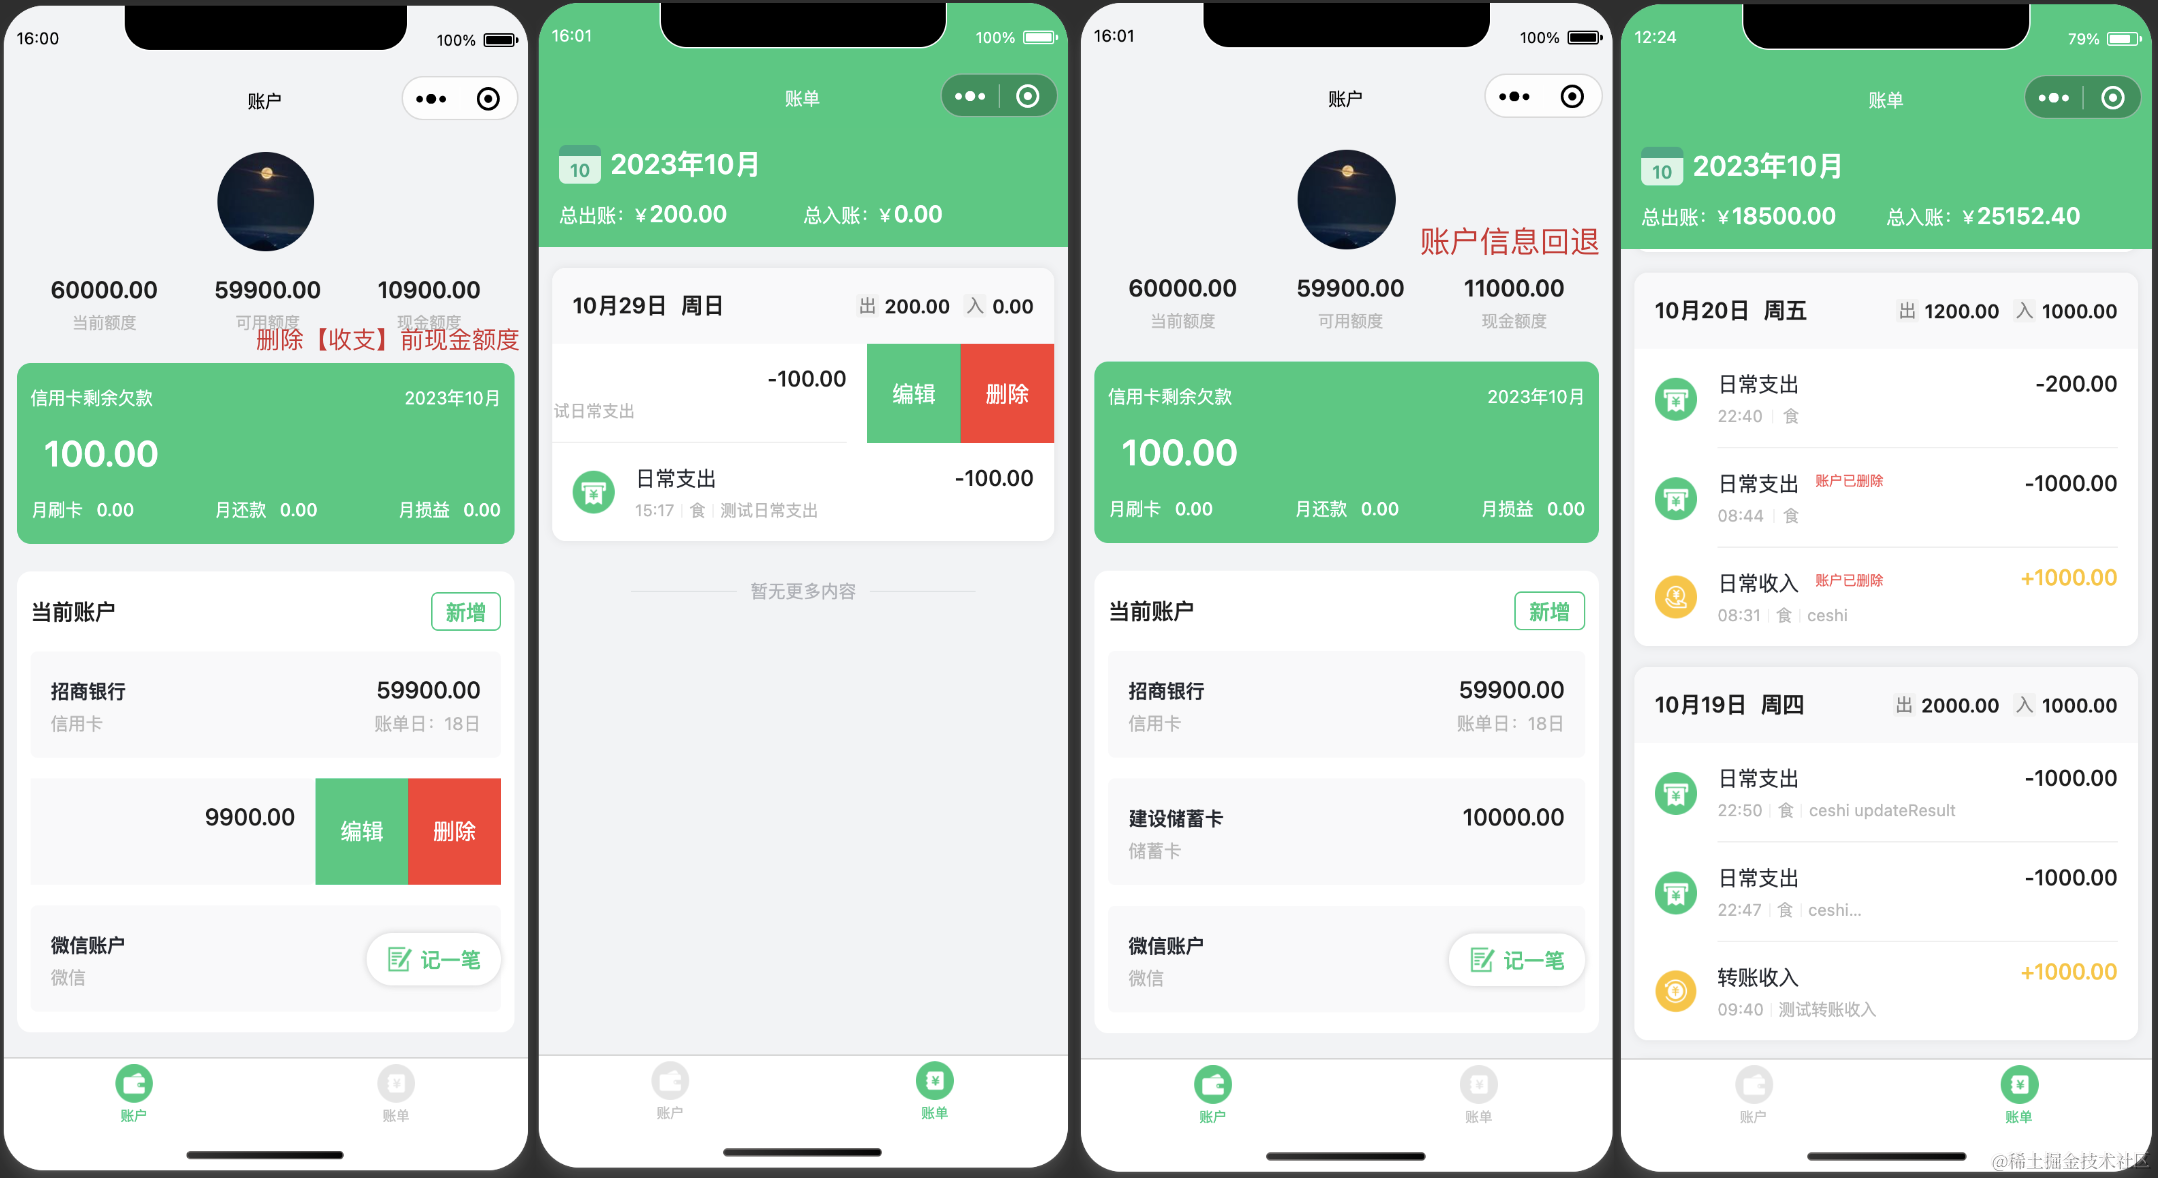 16:00
100%
账户
60000.00
59900.00
10900.00
当前额度
可用额度
现金额度
删除【收支】前现金额度
信用卡剩余欠款
2023年10月
100.00
月刷卡 0.00
月还款 0.00
月损益 0.00
当前账户
新增
招商银行
59900.00
信用卡
账单日：18日
9900.00
编辑
删除
微信账户
微信
记一笔
账户
账单
16:01
100%
账单
10
2023年10月
总出账：￥200.00
总入账：￥0.00
10月29日 周日
出 200.00
入 0.00
-100.00
试日常支出
编辑
删除
日常支出
-100.00
15:17 食 测试日常支出
暂无更多内容
账户
账单
16:01
100%
账户
账户信息回退
60000.00
59900.00
11000.00
当前额度
可用额度
现金额度
信用卡剩余欠款
2023年10月
100.00
月刷卡 0.00
月还款 0.00
月损益 0.00
当前账户
新增
招商银行
59900.00
信用卡
账单日：18日
建设储蓄卡
10000.00
储蓄卡
微信账户
微信
记一笔
账户
账单
12:24
79%
账单
10
2023年10月
总出账：￥18500.00
总入账：￥25152.40
10月20日 周五
出 1200.00
入 1000.00
日常支出
-200.00
22:40 食
日常支出 账户已删除
-1000.00
08:44 食
日常收入 账户已删除
+1000.00
08:31 食 ceshi
10月19日 周四
出 2000.00
入 1000.00
日常支出
-1000.00
22:50 食 ceshi updateResult
日常支出
-1000.00
22:47 食 ceshi...
转账收入
+1000.00
09:40 测试转账收入
账户
账单
@稀土掘金技术社区